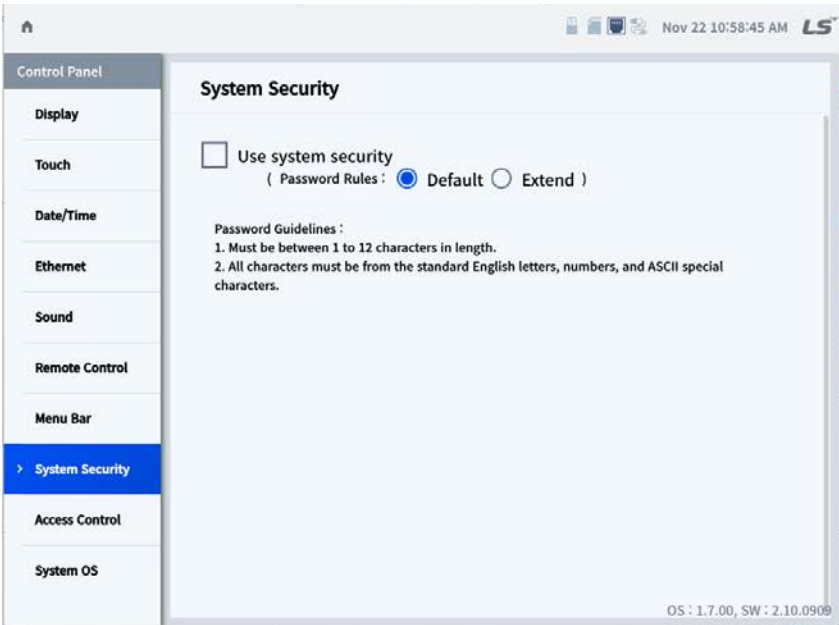 Nov 22 10:58:45 AM LS
Control Panel
Display
Touch
Date/Time
Ethernet
Sound
Remote Control
Menu Bar
System Security
Access Control
System OS
System Security
Use system security
( Password Rules : Default Extend )
Password Guidelines :
1. Must be between 1 to 12 characters in length.
2. All characters must be from the standard English letters, numbers, and ASCII special
characters.
OS : 1.7.00, SW : 2.10.0909